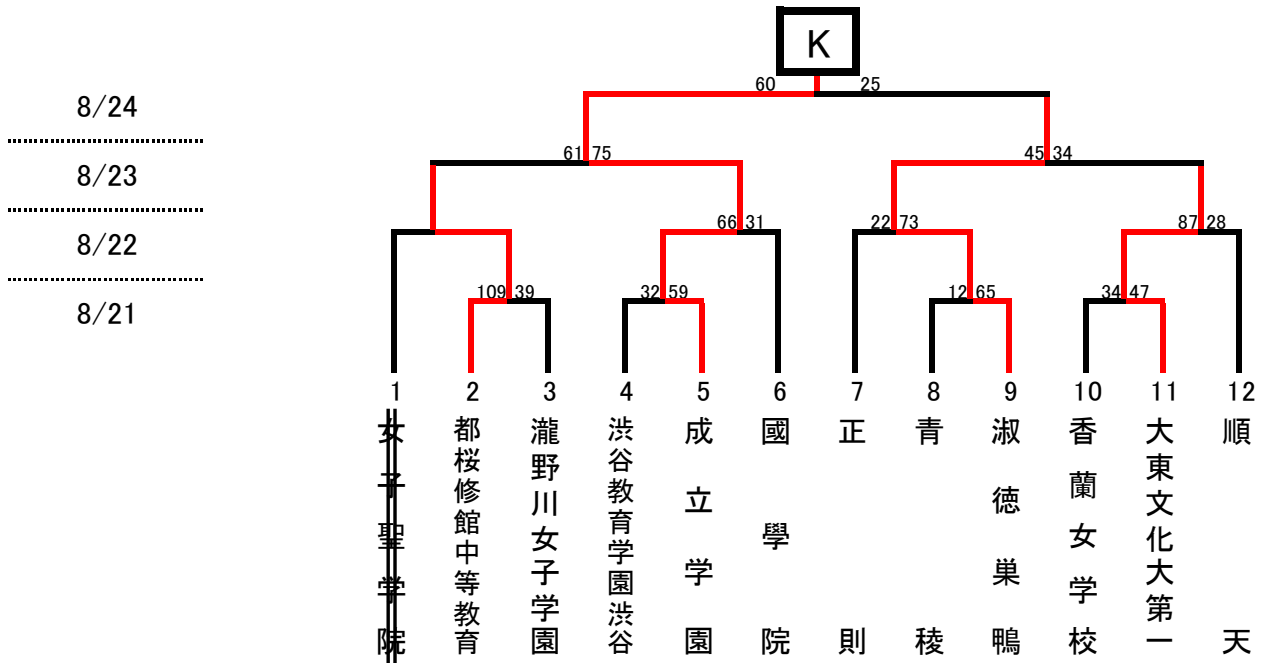 K
60 25
8/24
61 75 45 34
8/23
66 31 22 73 87 28
8/22
109 39 32 59 12 65 34 47
8/21
1 2 3 4 5 6 7 8 9 10 11 12
女子聖学院
都桜修館中等教育
瀧野川女子学園
渋谷教育学園渋谷
成立学園
國學院
正則
青稜
淑徳巣鴨
香蘭女学校
大東文化大第一
順天